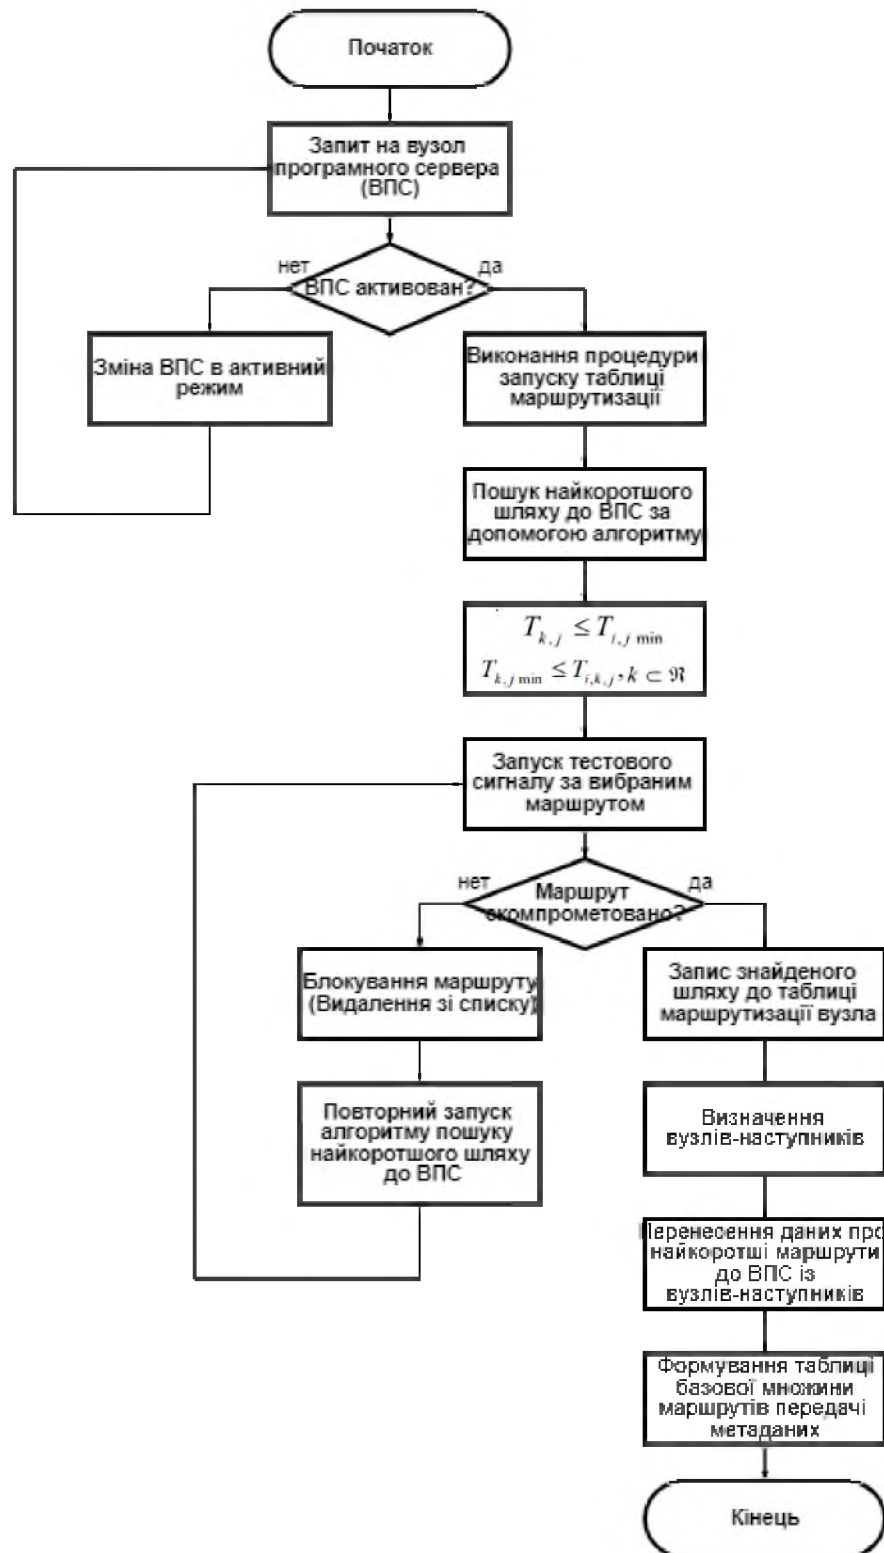 Початок
Запит на вузол
програмного сервера
(ВПС)
нет
да
ВПС активован?
Зміна ВПС в активний
режим
Виконання процедури
запуску таблиці
маршрутизації
Пошук найкоротшого
шляху до ВПС за
допомогою алгоритму
T_{k,j} ≤ T_{i,j min}
T_{k,j min} ≤ T_{i,k,j}, k ⊂ ℜ
Запуск тестового
сигналу за вибраним
маршрутом
нет
да
Маршрут
скомпрометовано?
Блокування маршруту
(Видалення зі списку)
Запис знайденого
шляху до таблиці
маршрутизації вузла
Повторний запуск
алгоритму пошуку
найкоротшого шляху
до ВПС
Визначення
вузлів-наступників
Перенесення даних про
найкоротші маршрути
до ВПС із
вузлів-наступників
Формування таблиці
базової множини
маршрутів передачі
метаданих
Кінець